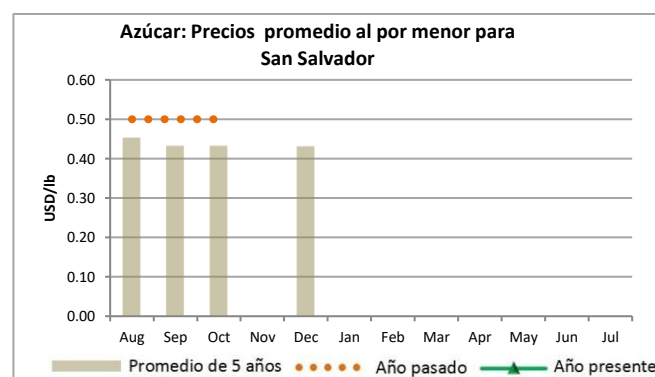 Azúcar: Precios promedio al por menor para
San Salvador
0.60
0.50
0.40
0.30
0.20
0.10
0.00
USD/lb
Aug Sep Oct Nov Dec Jan Feb Mar Apr May Jun Jul
Promedio de 5 años Año pasado Año presente